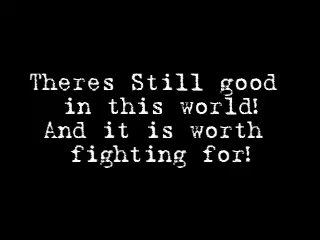 Theres Still good
in this world!
And it is worth
fighting for!